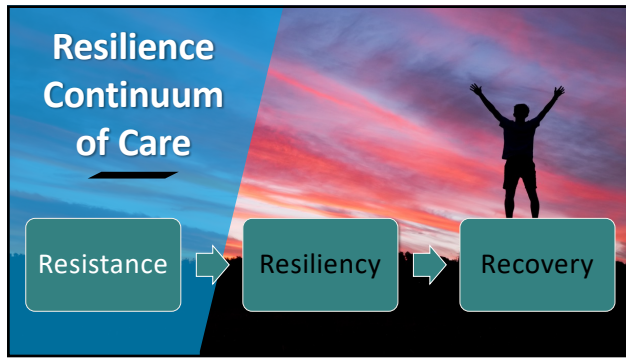 Resilience
Continuum
of Care
Resistance
Resiliency
Recovery